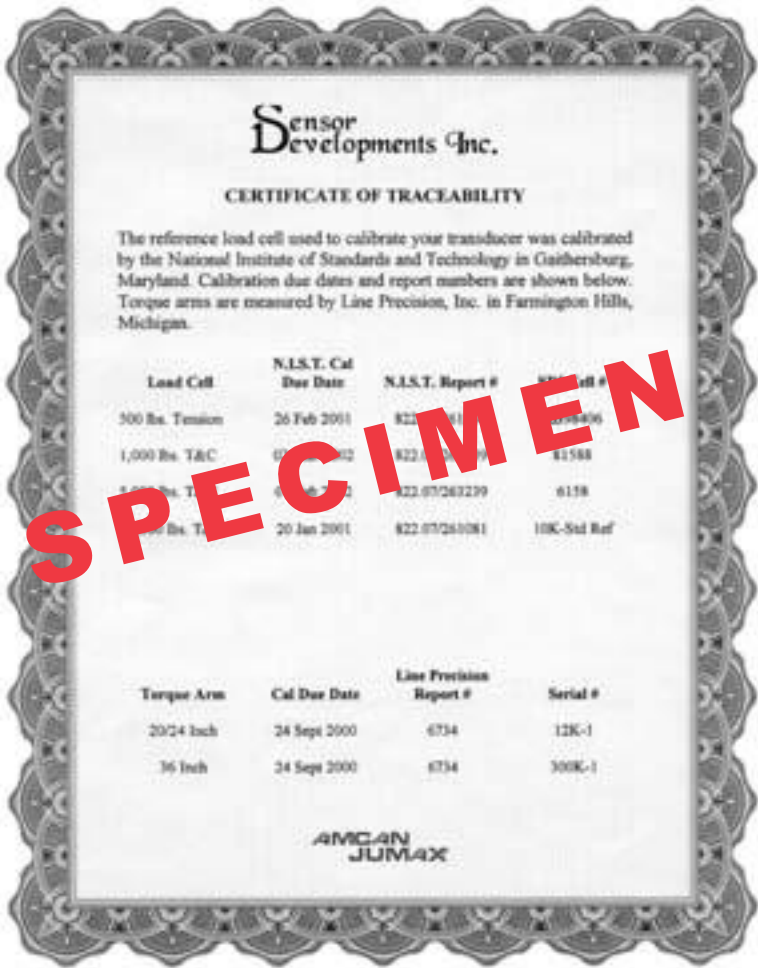 Sensor
Developments Inc.
CERTIFICATE OF TRACEABILITY
The reference load cell used to calibrate your transducer was calibrated
by the National Institute of Standards and Technology in Gaithersburg,
Maryland. Calibration due dates and report numbers are shown below.
Torque arms are measured by Line Precision, Inc. in Farmington Hills,
Michigan.
N.I.S.T. Cal
Load Cell Due Date N.I.S.T. Report # Cell #
500 lbs. Tension 26 Feb 2001
1,000 lbs. T&C 81588
lbs. 822.07/263239 6158
lbs. 20 Jan 2001 822.07/261081 10K-Std Ref
SPECIMEN
Line Precision
Torque Arm Cal Due Date Report # Serial #
20/24 Inch 24 Sept 2000 6734 12K-1
36 Inch 24 Sept 2000 6734 300K-1
AMCAN
JUMAX